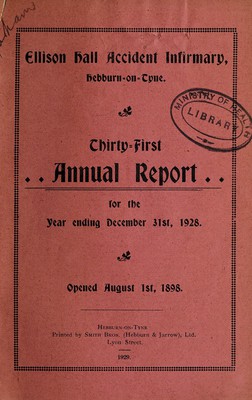 Ellison Hall Accident Infirmary,
Hebburn-on-Tyne.
MINISTRY OF HEALTH
LIBRARY
Thirty-First
. . Annual Report . .
for the
Year ending December 31st, 1928.
Opened August 1st, 1898.
HEBBURN-ON-TYNE
Printed by SMITH BROS. (Hebburn & Jarrow), Ltd.
Lyon Street.
1929.